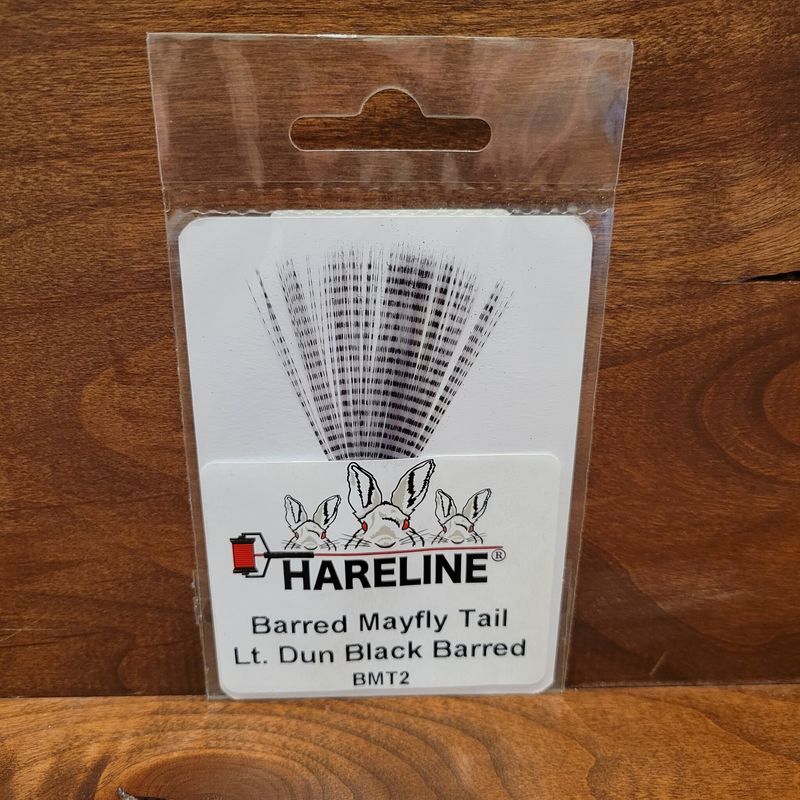 HARELINE®
Barred Mayfly Tail
Lt. Dun Black Barred
BMT2